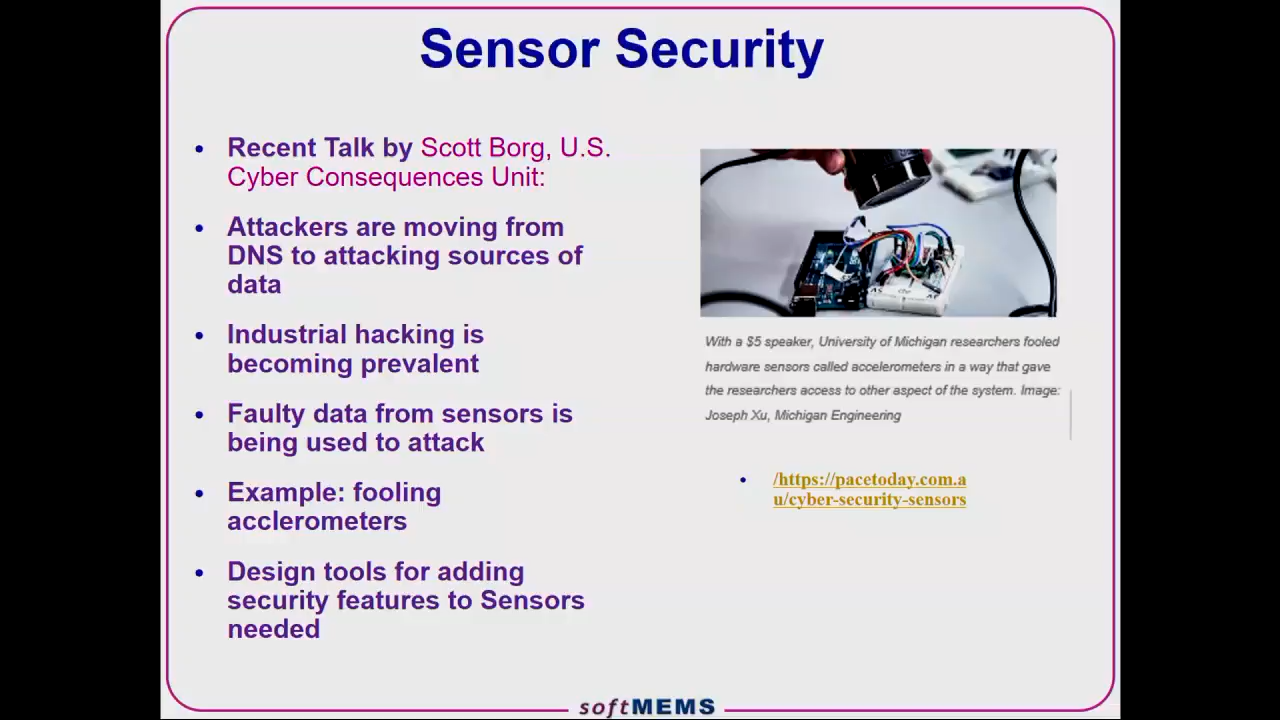 Sensor Security
• Recent Talk by Scott Borg, U.S.
Cyber Consequences Unit:
• Attackers are moving from
DNS to attacking sources of
data
• Industrial hacking is
becoming prevalent
• Faulty data from sensors is
being used to attack
• Example: fooling
acclerometers
• Design tools for adding
security features to Sensors
needed
With a $5 speaker, University of Michigan researchers fooled
hardware sensors called accelerometers in a way that gave
the researchers access to other aspect of the system. Image:
Joseph Xu, Michigan Engineering
• /https://pacetoday.com.a
u/cyber-security-sensors
softMEMS